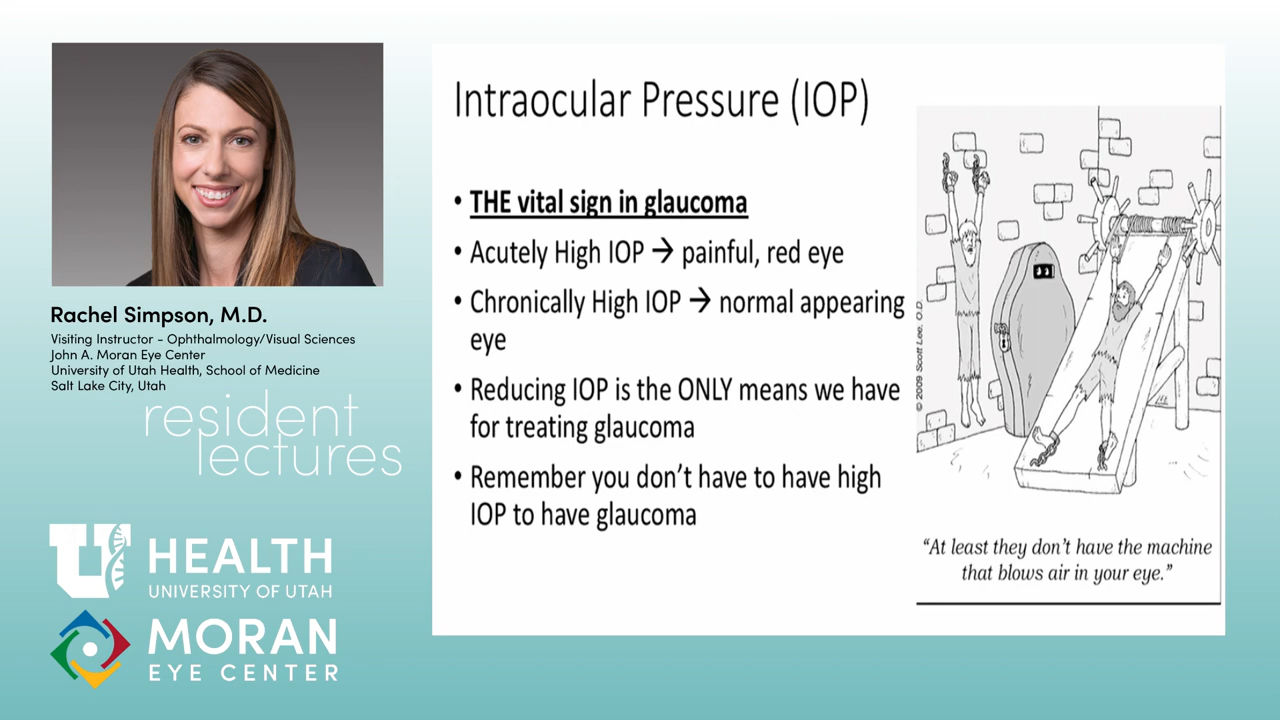 Rachel Simpson, M.D.
Visiting Instructor - Ophthalmology/Visual Sciences
John A. Moran Eye Center
University of Utah Health, School of Medicine
Salt Lake City, Utah
resident
lectures
U
HEALTH
UNIVERSITY OF UTAH
MORAN
EYE CENTER
Intraocular Pressure (IOP)
• THE vital sign in glaucoma
• Acutely High IOP → painful, red eye
• Chronically High IOP → normal appearing
eye
• Reducing IOP is the ONLY means we have
for treating glaucoma
• Remember you don't have to have high
IOP to have glaucoma
© 2009 Scott Lee, O.D.
"At least they don't have the machine
that blows air in your eye."